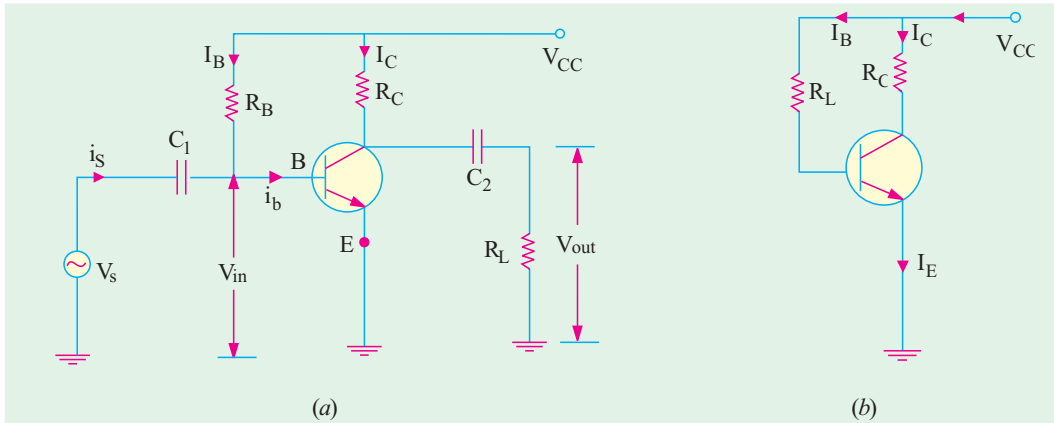 I_B
I_C
V_CC
R_B
R_C
C_1
i_S
B
i_b
C_2
E
V_s
V_in
R_L
V_out
(a)
I_B
I_C
V_CC
R_L
R_C
I_E
(b)